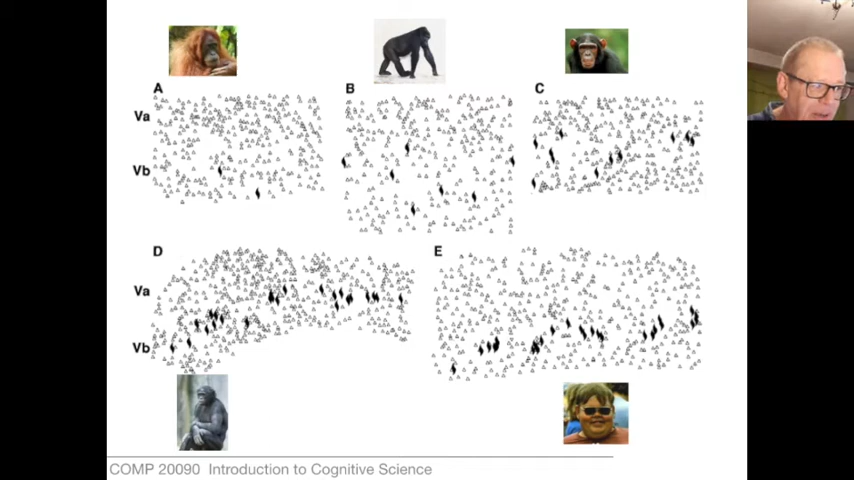 A
B
C
Va
Vb
D
E
Va
Vb
COMP 20090 Introduction to Cognitive Science